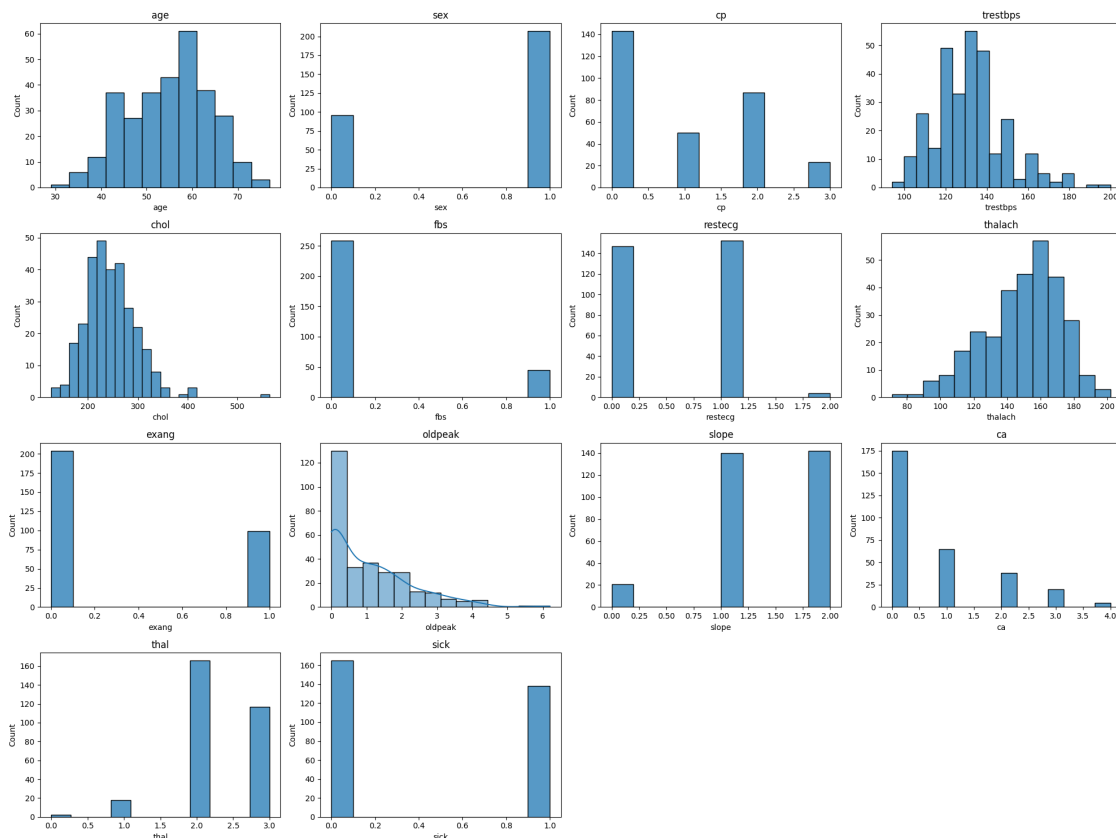 age
sex
cp
trestbps
Count
60
50
40
30
20
10
0
30 40 50 60 70
age
Count
200
175
150
125
100
75
50
25
0
0.0 0.2 0.4 0.6 0.8 1.0
sex
Count
140
120
100
80
60
40
20
0
0.0 0.5 1.0 1.5 2.0 2.5 3.0
cp
Count
50
40
30
20
10
0
100 120 140 160 180 200
trestbps
chol
fbs
restecg
thalach
Count
50
40
30
20
10
0
200 300 400 500
chol
Count
250
200
150
100
50
0
0.0 0.2 0.4 0.6 0.8 1.0
fbs
Count
140
120
100
80
60
40
20
0
0.00 0.25 0.50 0.75 1.00 1.25 1.50 1.75 2.00
restecg
Count
50
40
30
20
10
0
80 100 120 140 160 180 200
thalach
exang
oldpeak
slope
ca
Count
200
175
150
125
100
75
50
25
0
0.0 0.2 0.4 0.6 0.8 1.0
exang
Count
120
100
80
60
40
20
0
0 1 2 3 4 5 6
oldpeak
Count
140
120
100
80
60
40
20
0
0.00 0.25 0.50 0.75 1.00 1.25 1.50 1.75 2.00
slope
Count
175
150
125
100
75
50
25
0
0.0 0.5 1.0 1.5 2.0 2.5 3.0 3.5 4.0
ca
thal
sick
Count
160
140
120
100
80
60
40
20
0
0.0 0.5 1.0 1.5 2.0 2.5 3.0
thal
Count
160
140
120
100
80
60
40
20
0
0.0 0.2 0.4 0.6 0.8 1.0
sick